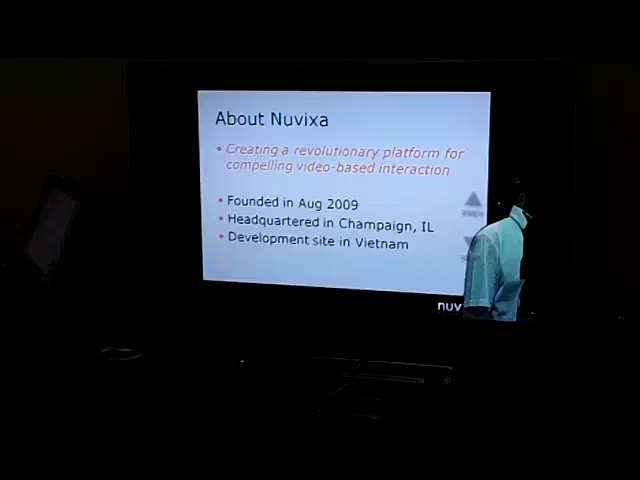 About Nuvixa
• Creating a revolutionary platform for
compelling video-based interaction
• Founded in Aug 2009
• Headquartered in Champaign, IL
• Development site in Vietnam
nuv